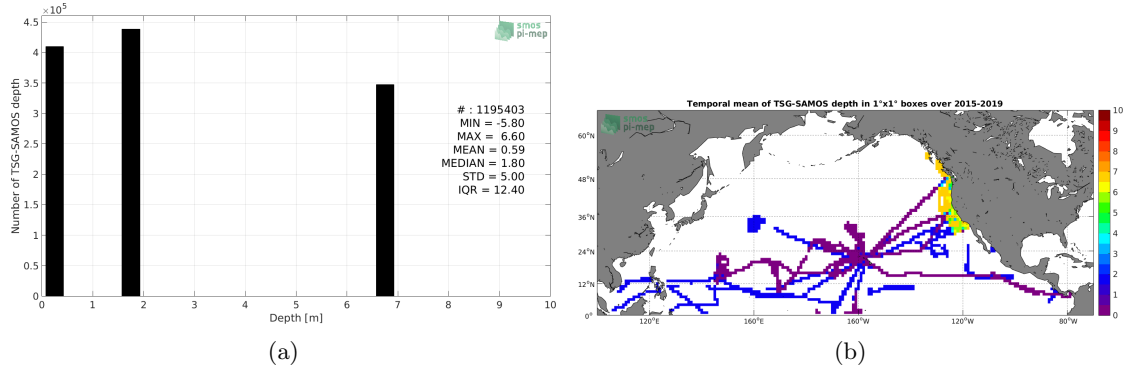 ×10⁵
4.5
4
3.5
3
2.5
2
1.5
1
0.5
0
Number of TSG-SAMOS depth
smos
pi-mep
# : 1195403
MIN = -5.80
MAX = 6.60
MEAN = 0.59
MEDIAN = 1.80
STD = 5.00
IQR = 12.40
0 1 2 3 4 5 6 7 8 9 10
Depth [m]
(a)
Temporal mean of TSG-SAMOS depth in 1°x1° boxes over 2015-2019
smos
pi-mep
60°N
48°N
36°N
24°N
12°N
0°
120°E 160°E 160°W 120°W 80°W
10
9
8
7
6
5
4
3
2
1
0
(b)